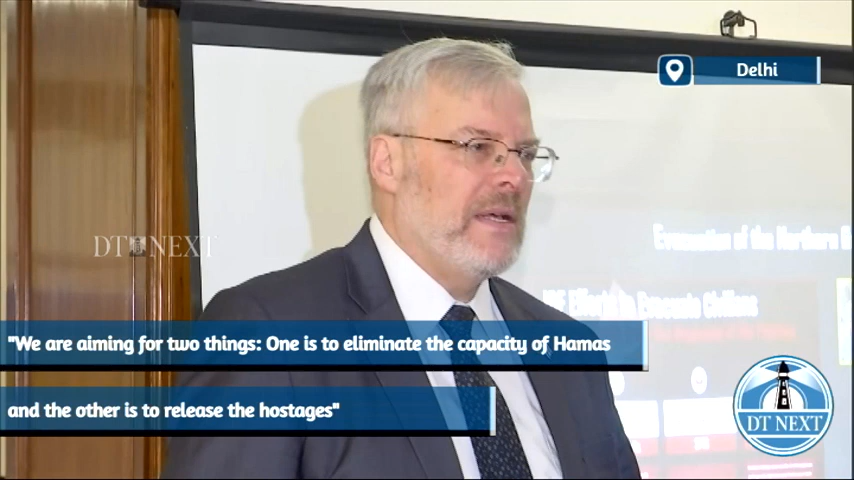 Delhi
DT NEXT
Evacuation of the Northern
IDF Efforts to Evacuate Civilians
"We are aiming for two things: One is to eliminate the capacity of Hamas
and the other is to release the hostages"
DT NEXT